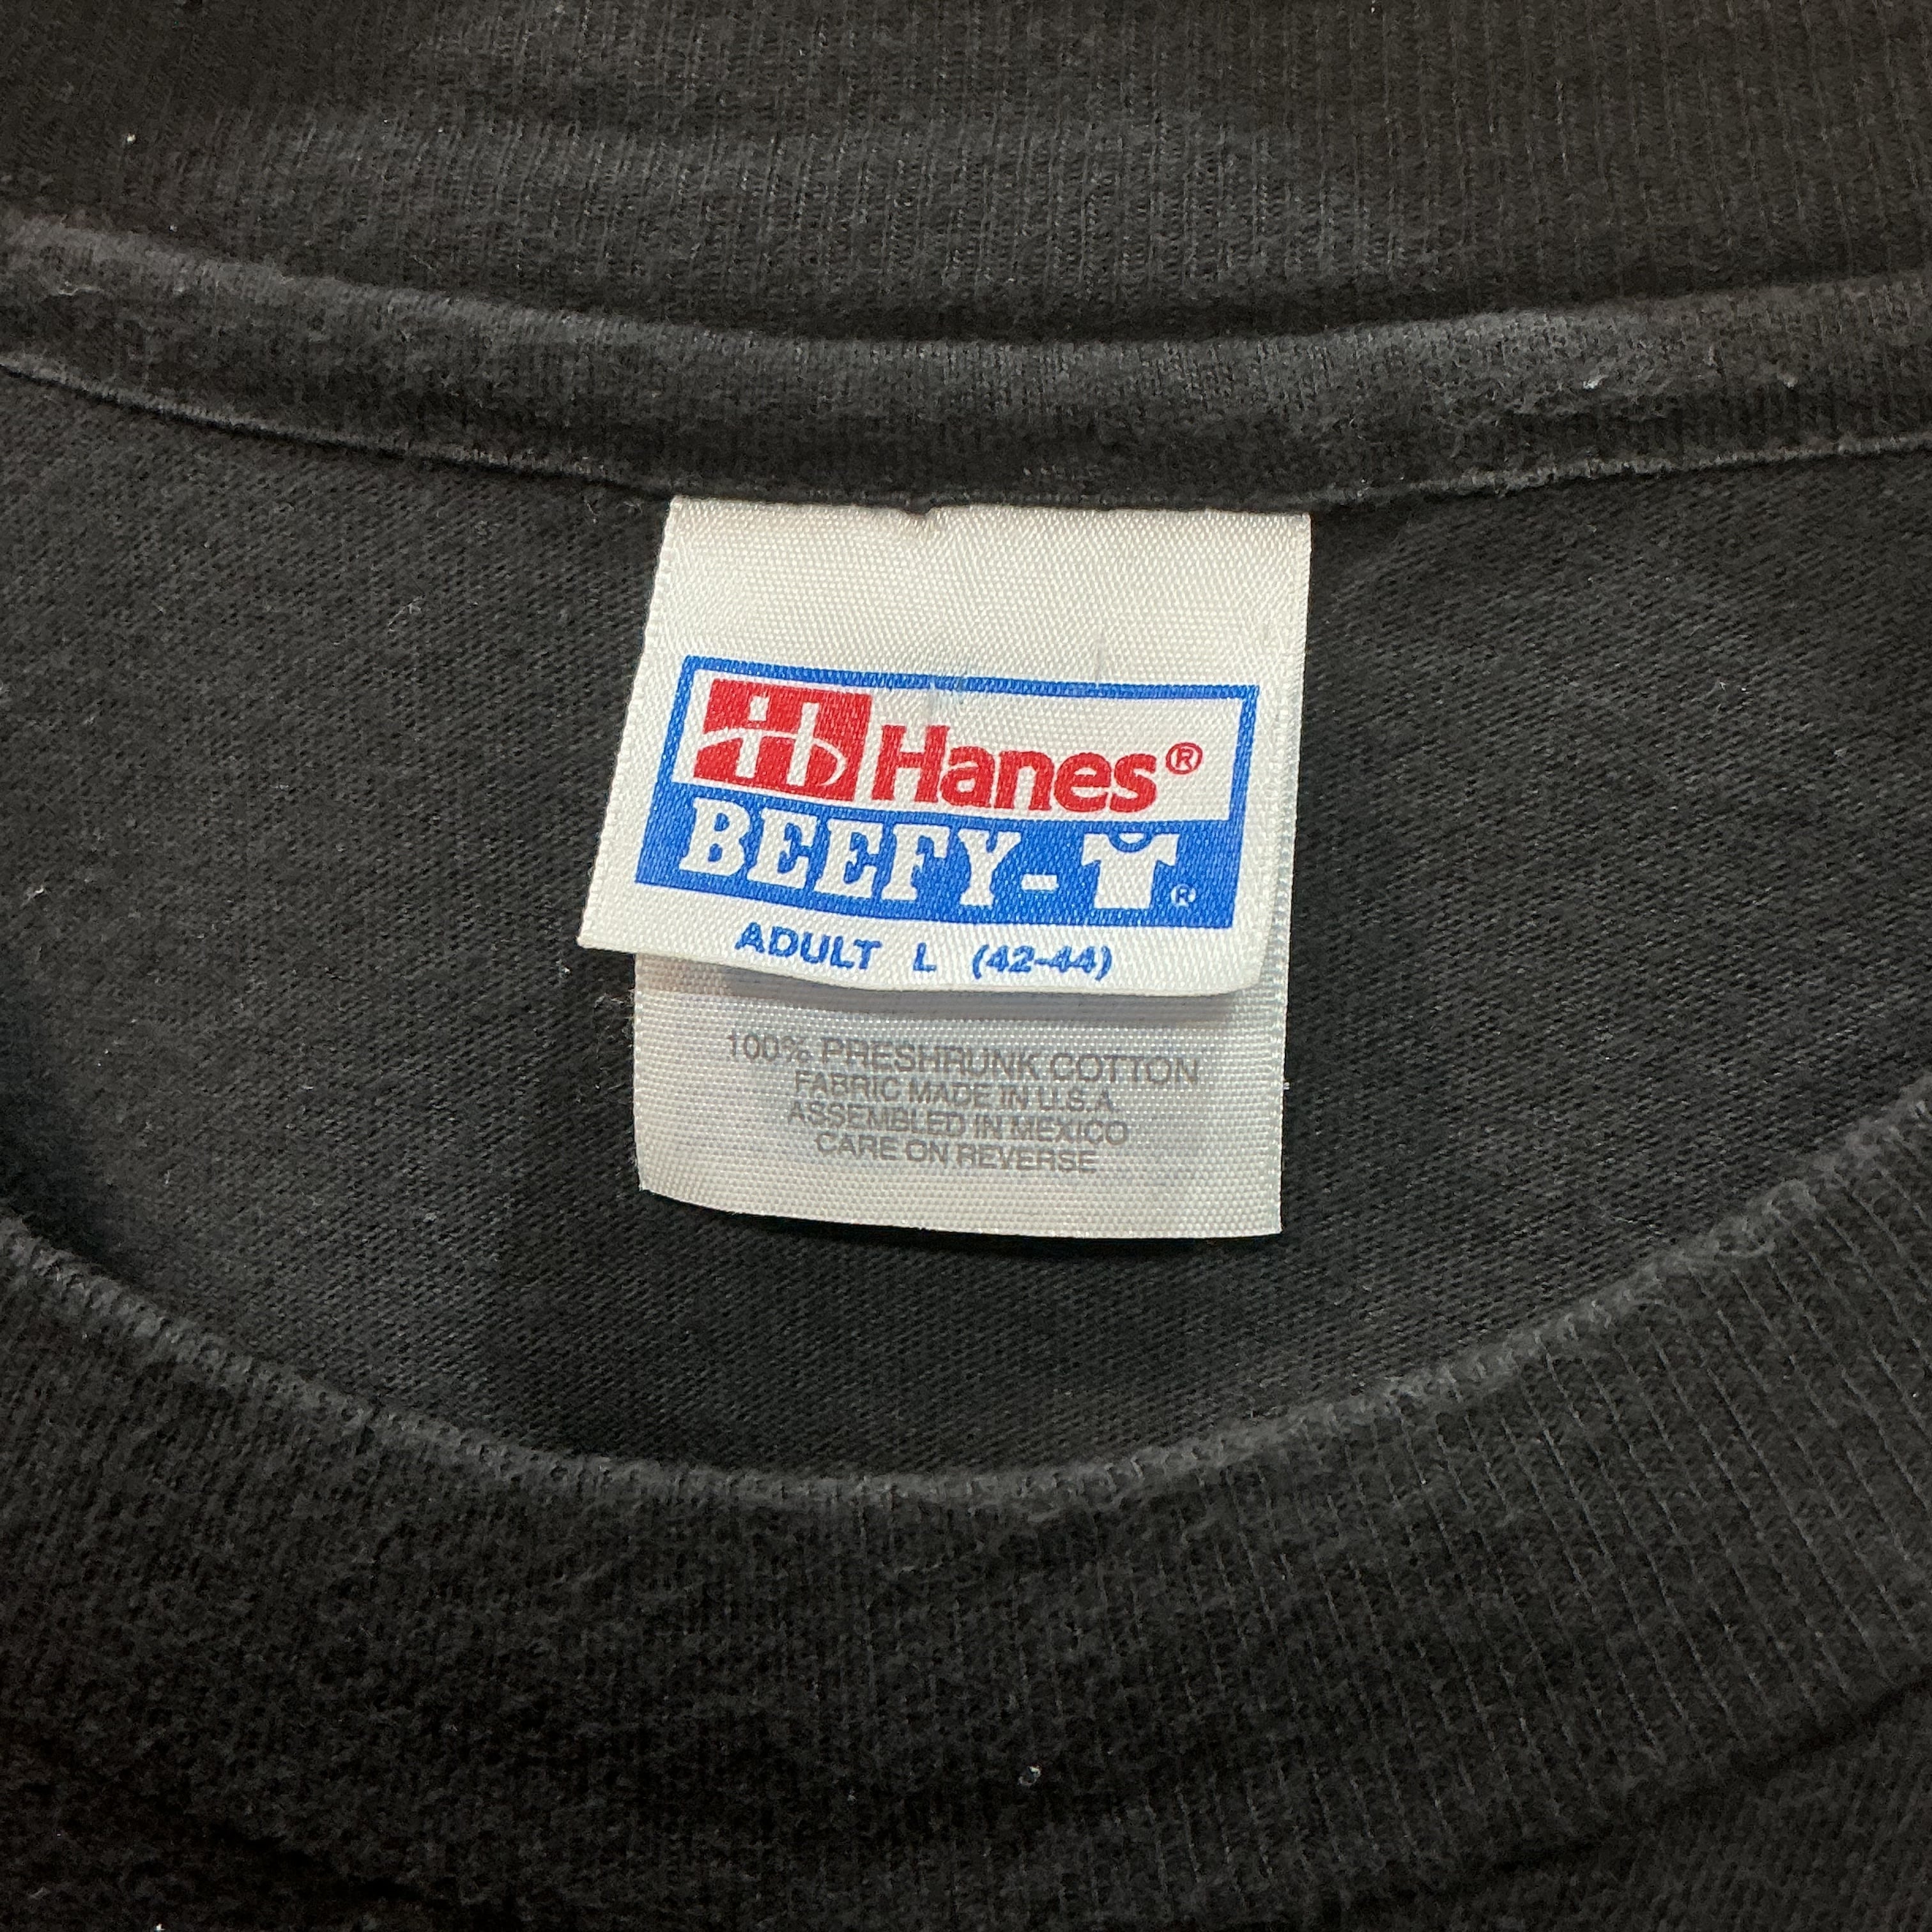 Hanes®
BEEFY-T®
ADULT L (42-44)
100% PRESHRUNK COTTON
FABRIC MADE IN U.S.A.
ASSEMBLED IN MEXICO
CARE ON REVERSE